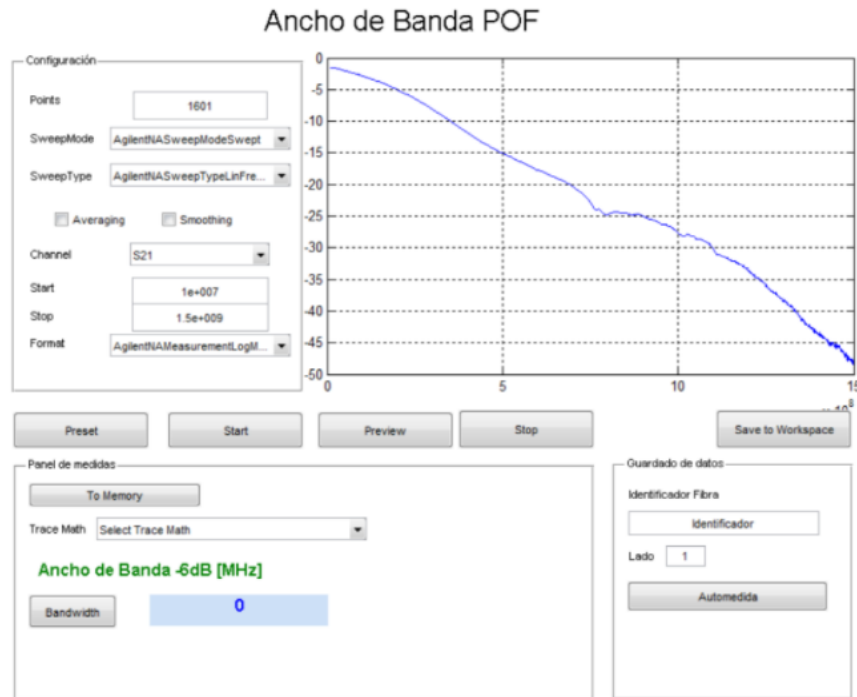 Ancho de Banda POF
Configuración
Points 1601
SweepMode AgilentNASweepModeSwept
SweepType AgilentNASweepTypeLinFre...
Averaging Smoothing
Channel S21
Start 1e+007
Stop 1.5e+009
Format AgilentNAMeasurementLogM...
0
-5
-10
-15
-20
-25
-30
-35
-40
-45
-50
0 5 10 15
8
Preset Start Preview Stop Save to Workspace
Panel de medidas
To Memory
Trace Math Select Trace Math
Ancho de Banda -6dB [MHz]
Bandwidth 0
Guardado de datos
Identificador Fibra
Identificador
Lado 1
Automedida